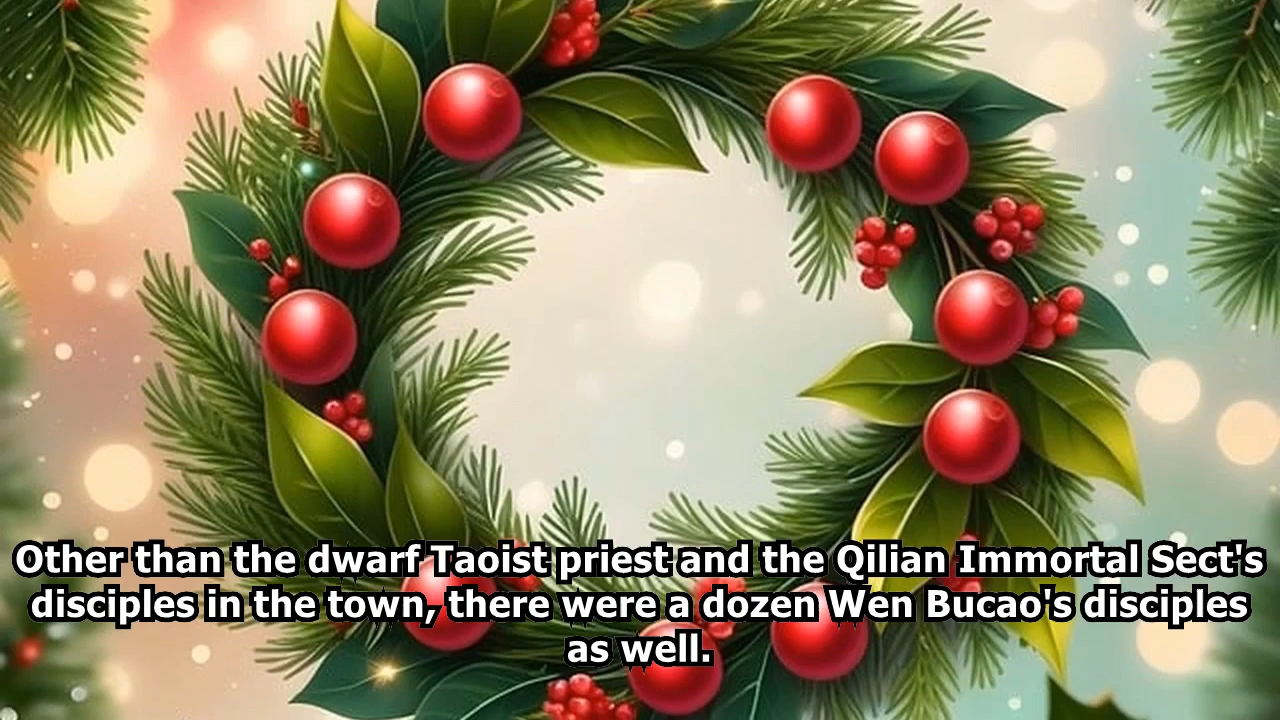 Other than the dwarf Taoist priest and the Qilian Immortal Sect's
disciples in the town, there were a dozen Wen Bucao's disciples
as well.